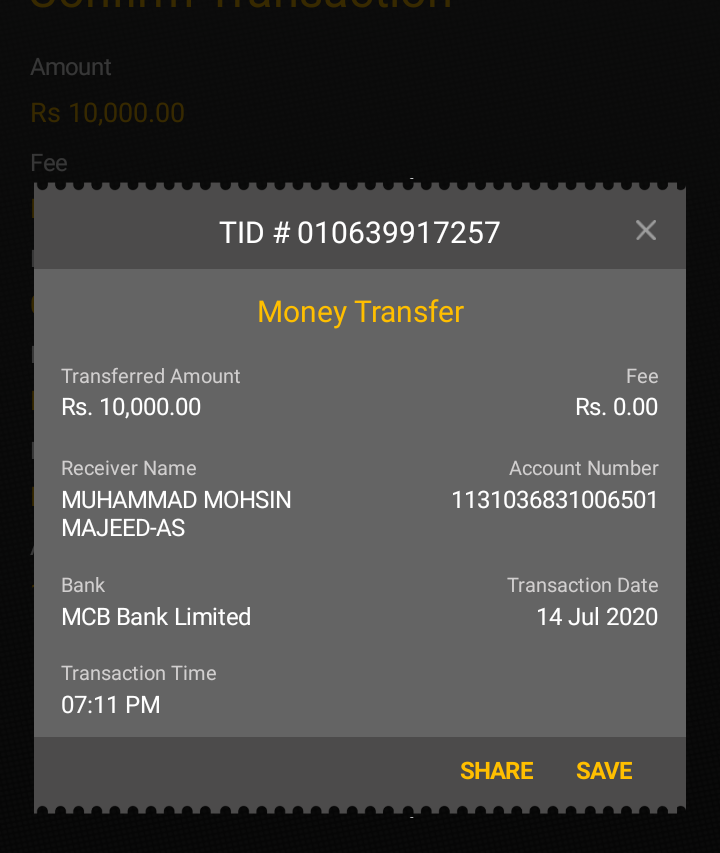 Confirm Transaction
Amount
Rs 10,000.00
Fee
TID # 010639917257
Money Transfer
Transferred Amount Fee
Rs. 10,000.00 Rs. 0.00
Receiver Name Account Number
MUHAMMAD MOHSIN 1131036831006501
MAJEED-AS
Bank Transaction Date
MCB Bank Limited 14 Jul 2020
Transaction Time
07:11 PM
SHARE SAVE